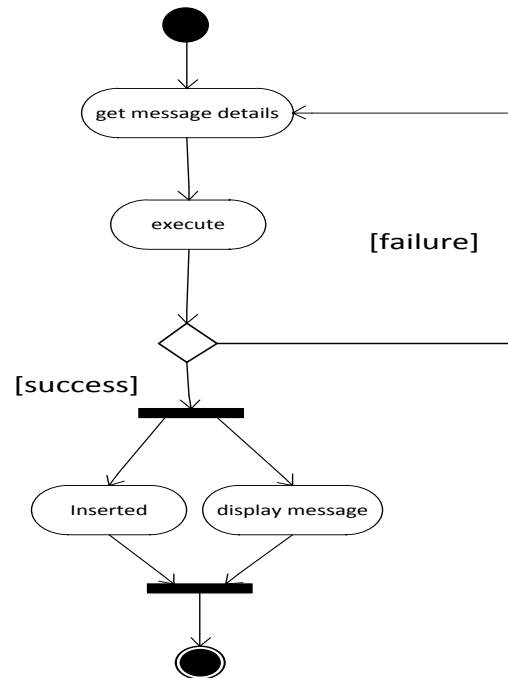 get message details
execute
[failure]
[success]
Inserted
display message